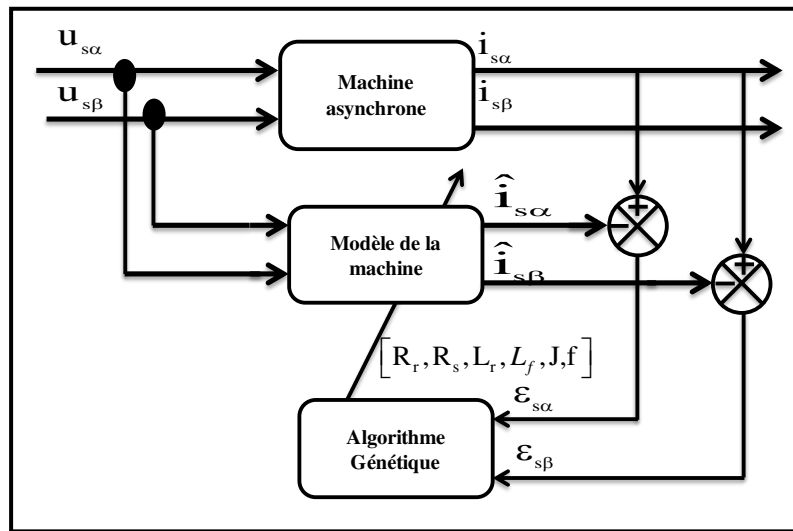 u_sα
i_sα
Machine
asynchrone
u_sβ
i_sβ
+
î_sα
−
Modèle de la
machine
î_sβ
+
−
[R_r, R_s, L_r, L_f, J, f]
ε_sα
Algorithme
Génétique
ε_sβ